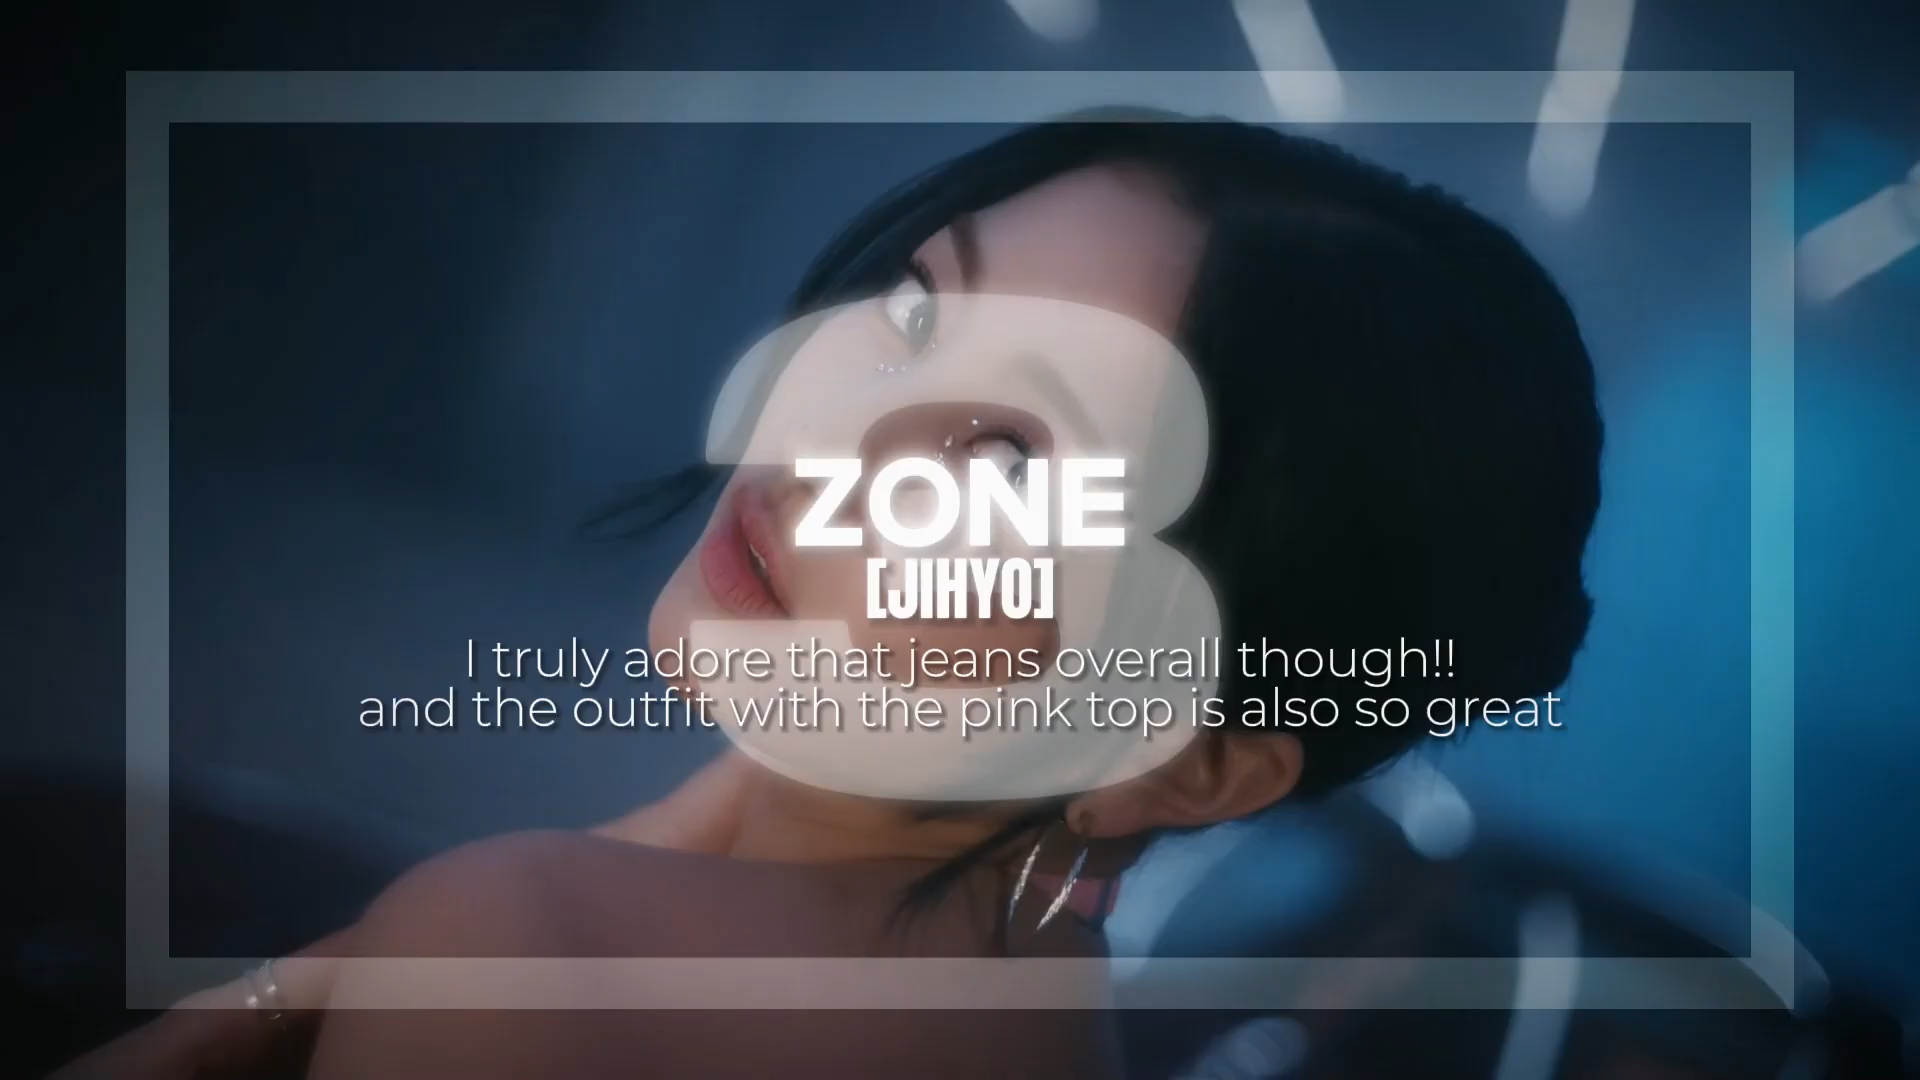 3
ZONE
[JIHYO]
I truly adore that jeans overall though!!
and the outfit with the pink top is also so great